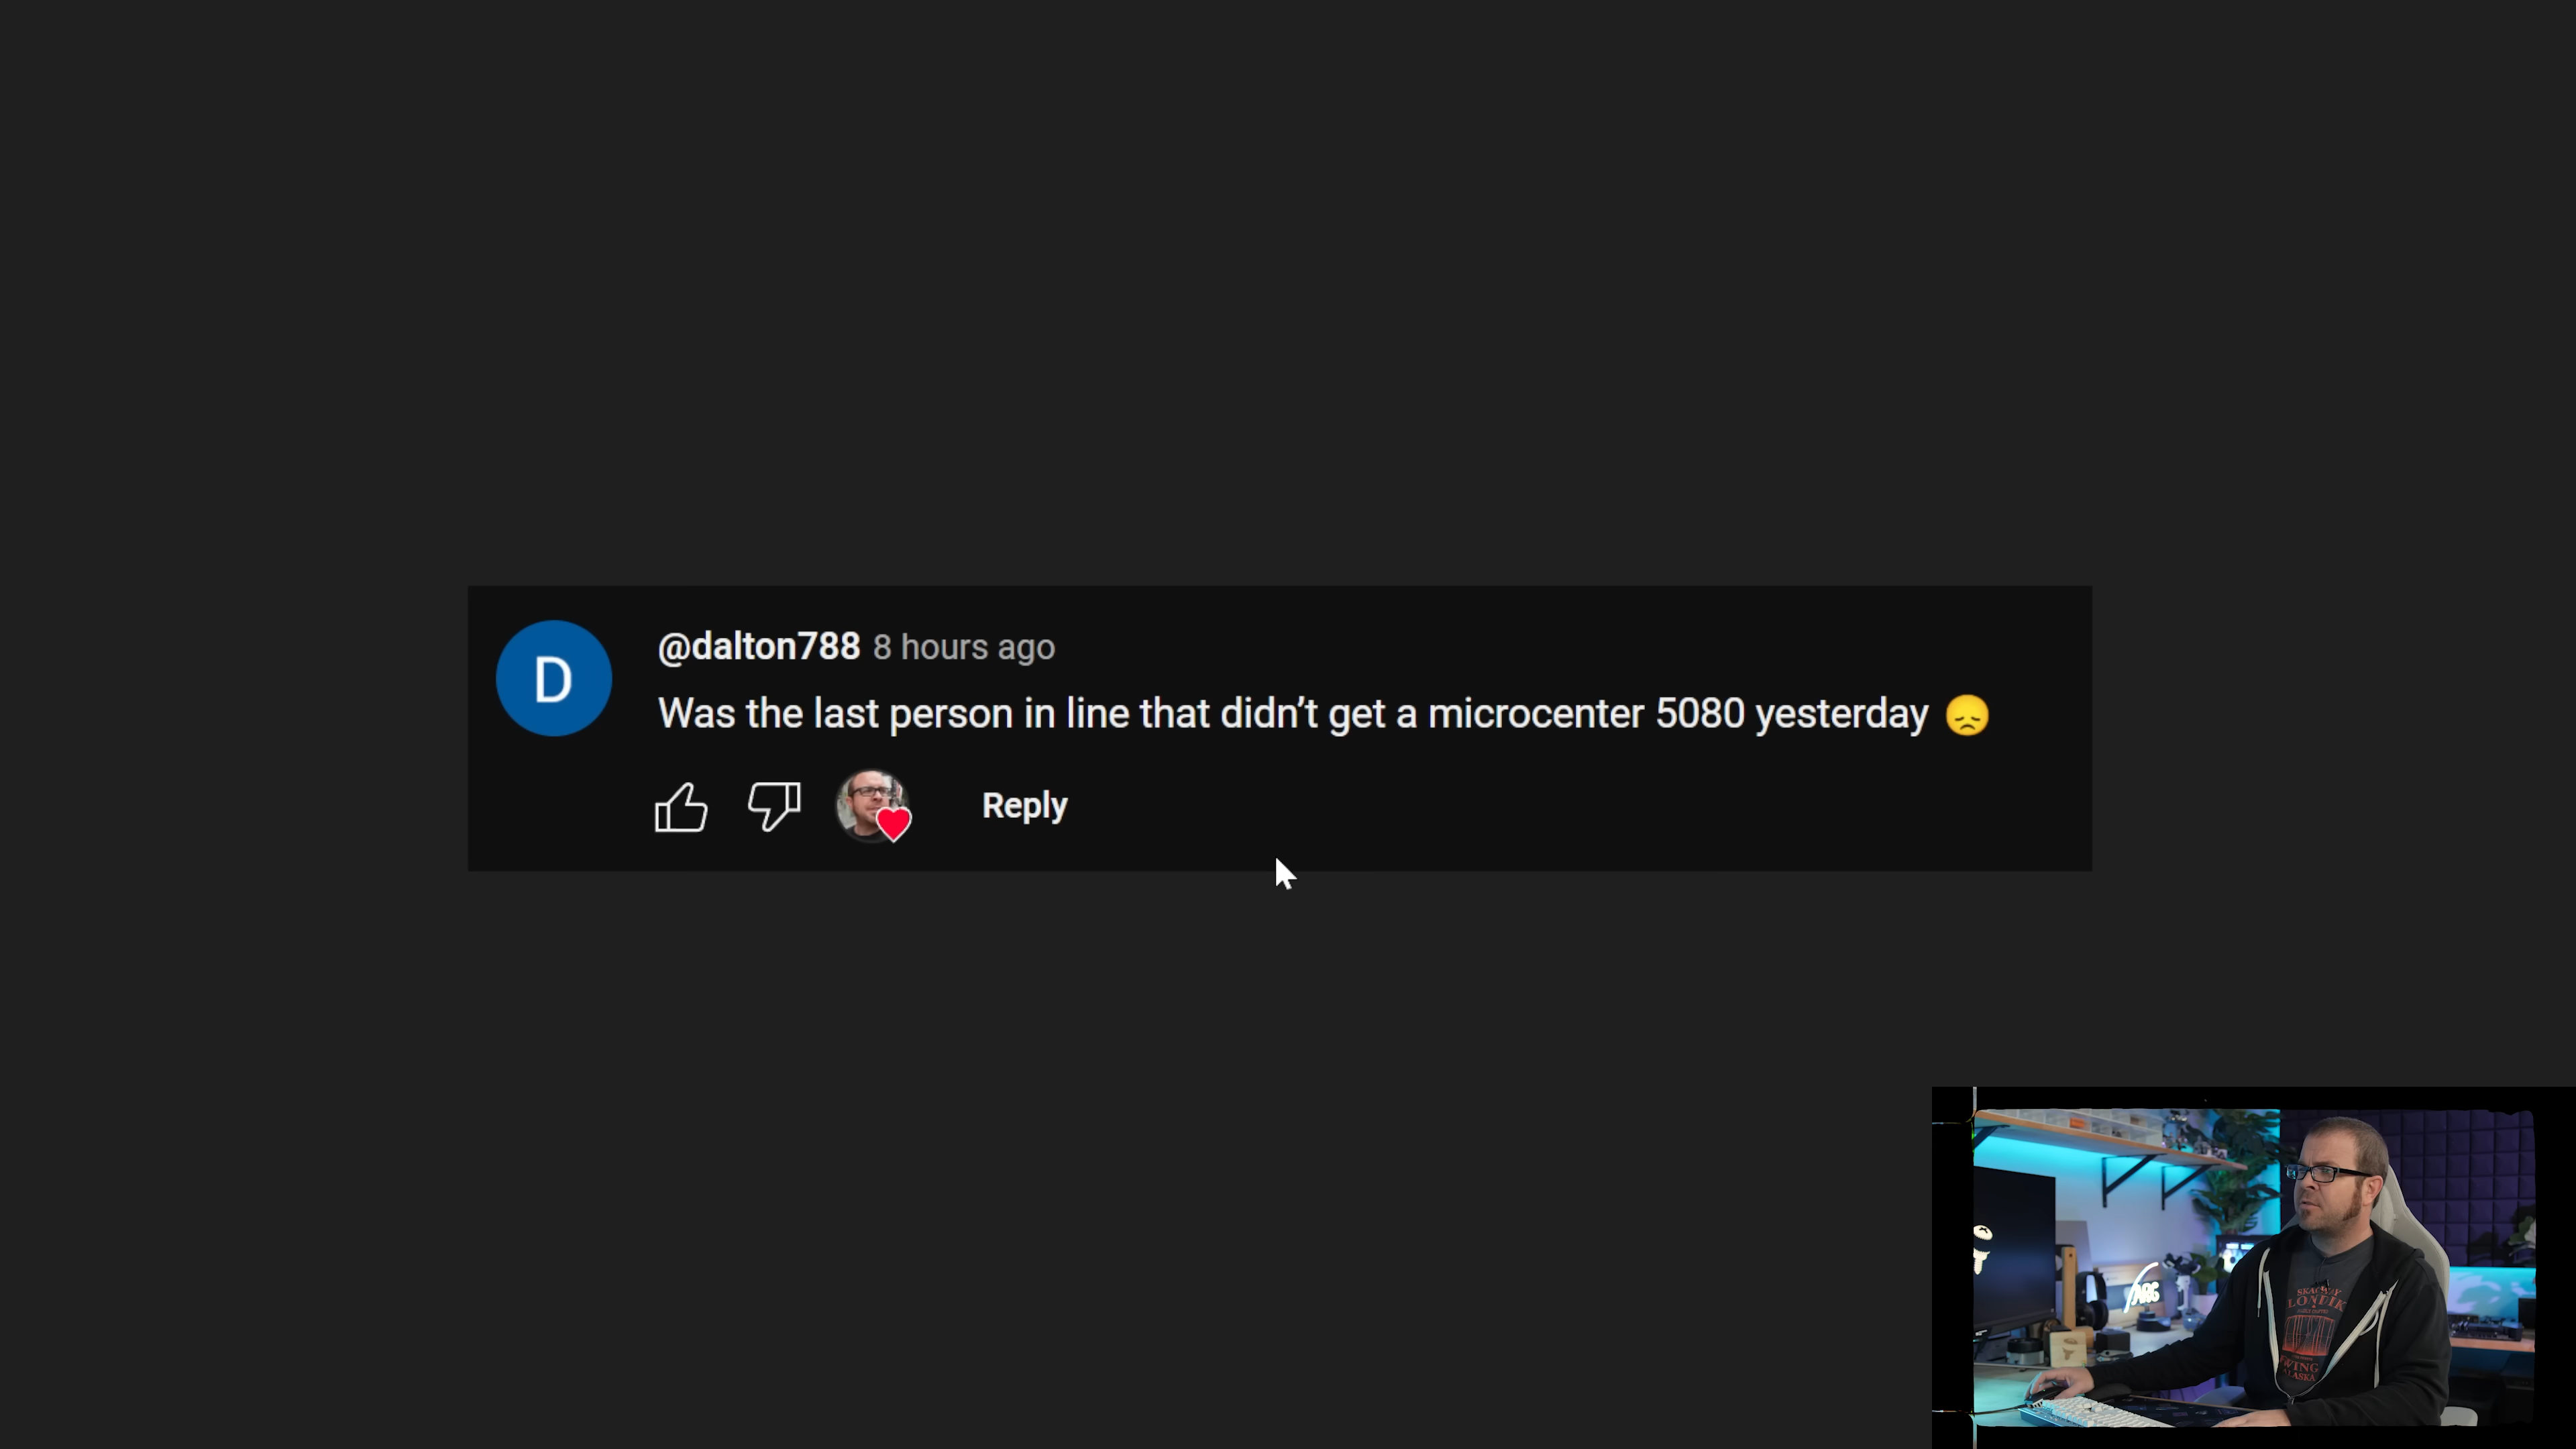 D
@dalton788 8 hours ago
Was the last person in line that didn’t get a microcenter 5080 yesterday 😞
Reply